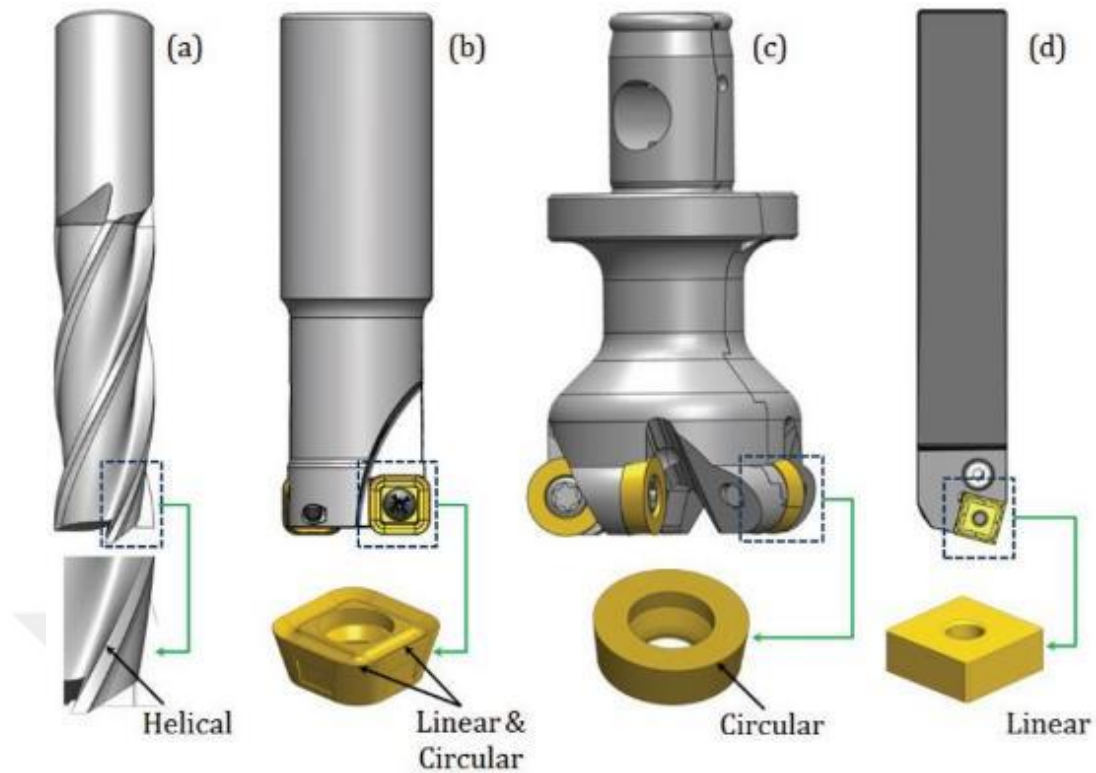 (a)
(b)
(c)
(d)
Helical
Linear &
Circular
Circular
Linear